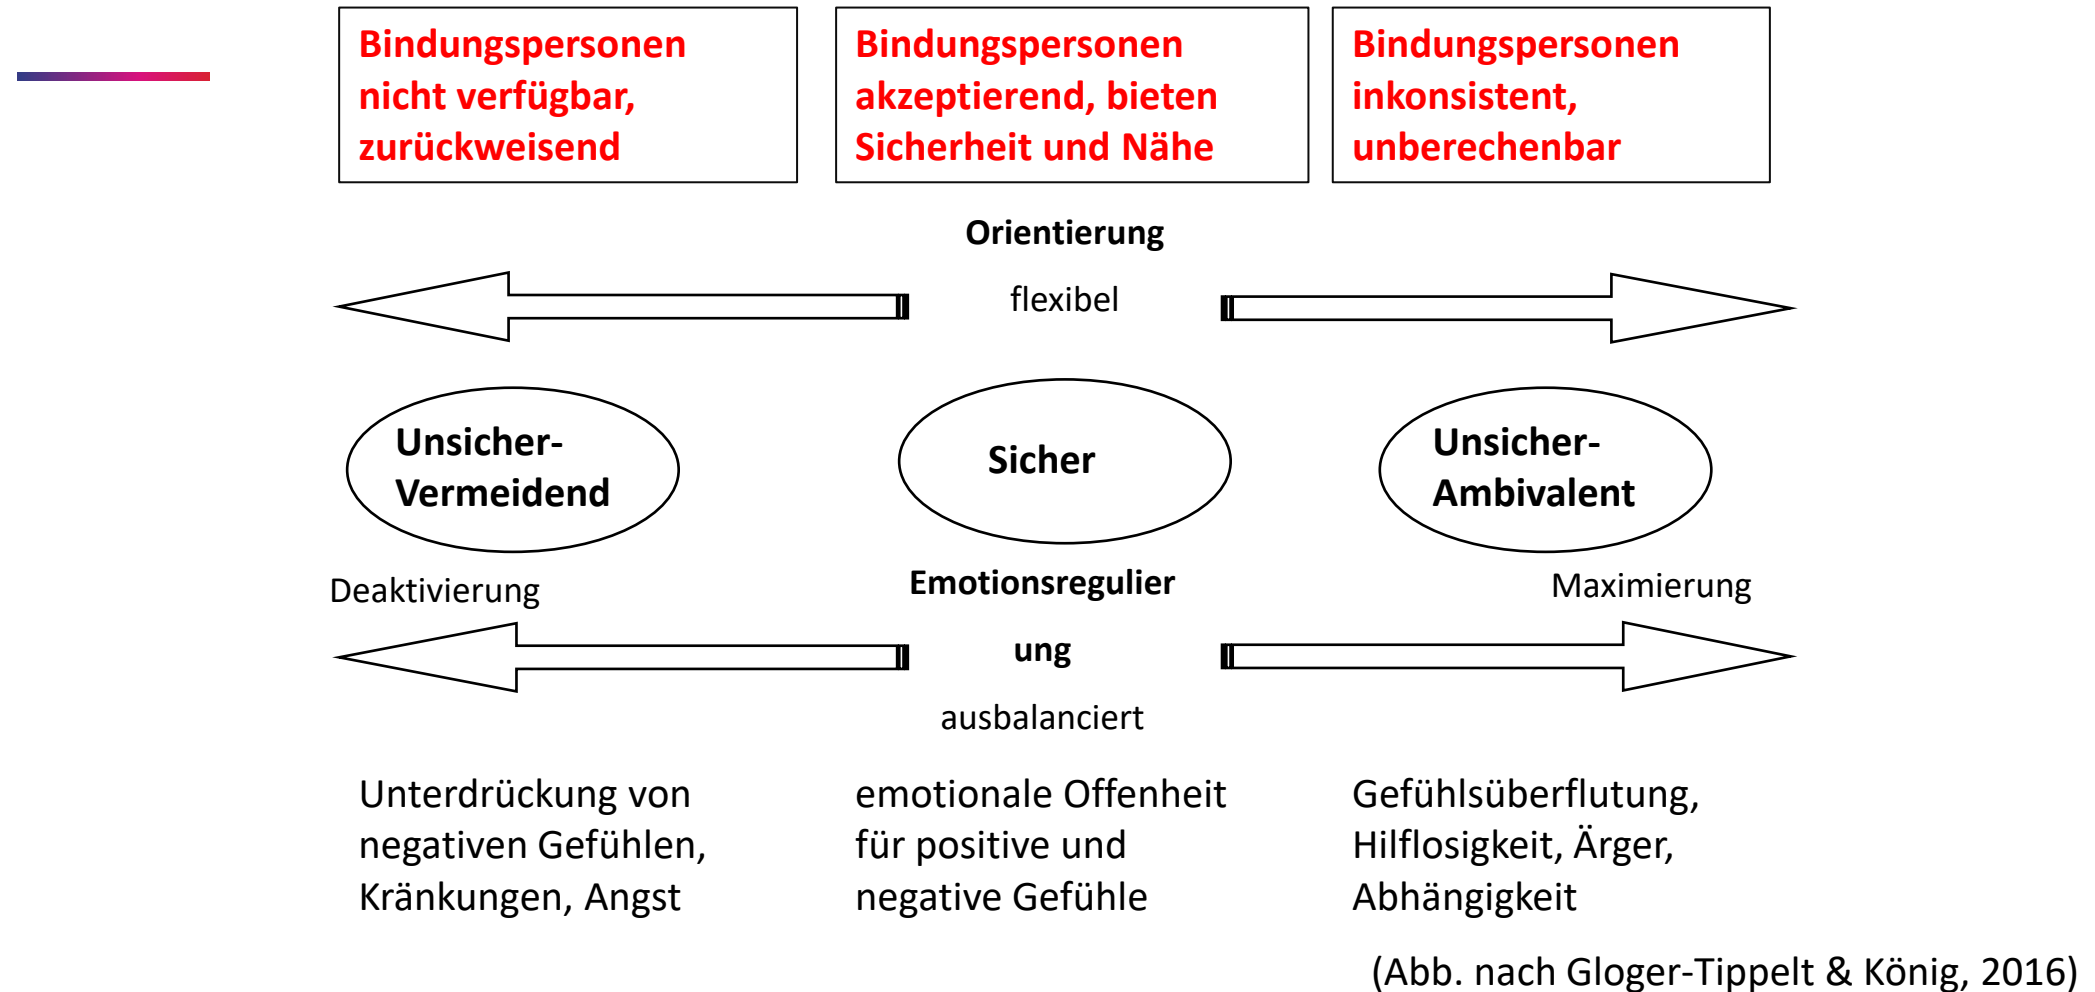 Bindungspersonen
nicht verfügbar,
zurückweisend
Bindungspersonen
akzeptierend, bieten
Sicherheit und Nähe
Bindungspersonen
inkonsistent,
unberechenbar
Orientierung
flexibel
Unsicher-
Vermeidend
Sicher
Unsicher-
Ambivalent
Deaktivierung
Emotionsregulier
ung
Maximierung
ausbalanciert
Unterdrückung von
negativen Gefühlen,
Kränkungen, Angst
emotionale Offenheit
für positive und
negative Gefühle
Gefühlsüberflutung,
Hilflosigkeit, Ärger,
Abhängigkeit
(Abb. nach Gloger-Tippelt & König, 2016)